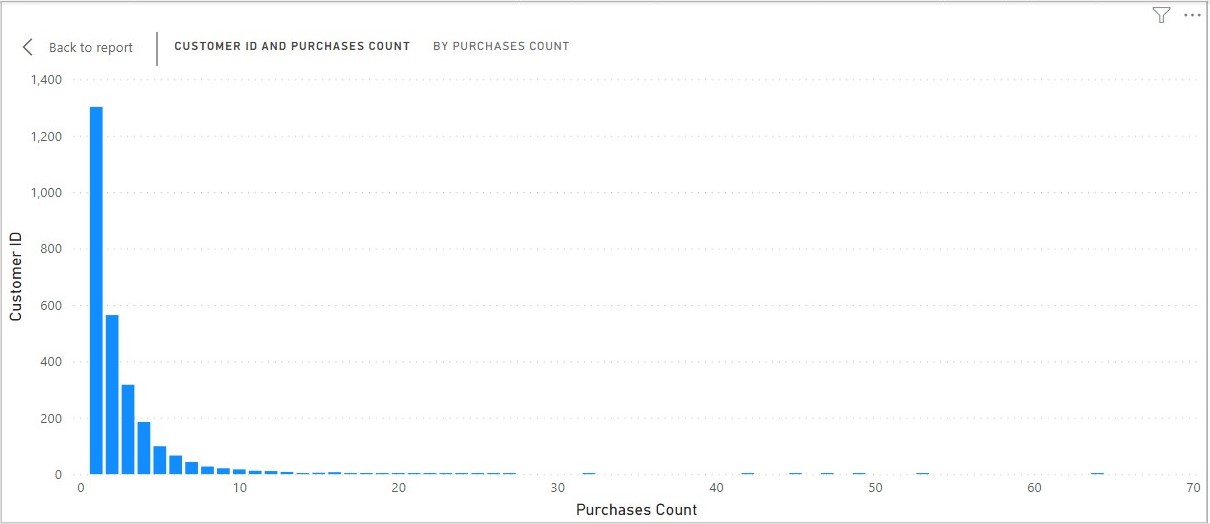 Back to report
CUSTOMER ID AND PURCHASES COUNT
BY PURCHASES COUNT
1,400
1,200
1,000
800
600
400
200
0
Customer ID
0 10 20 30 40 50 60 70
Purchases Count